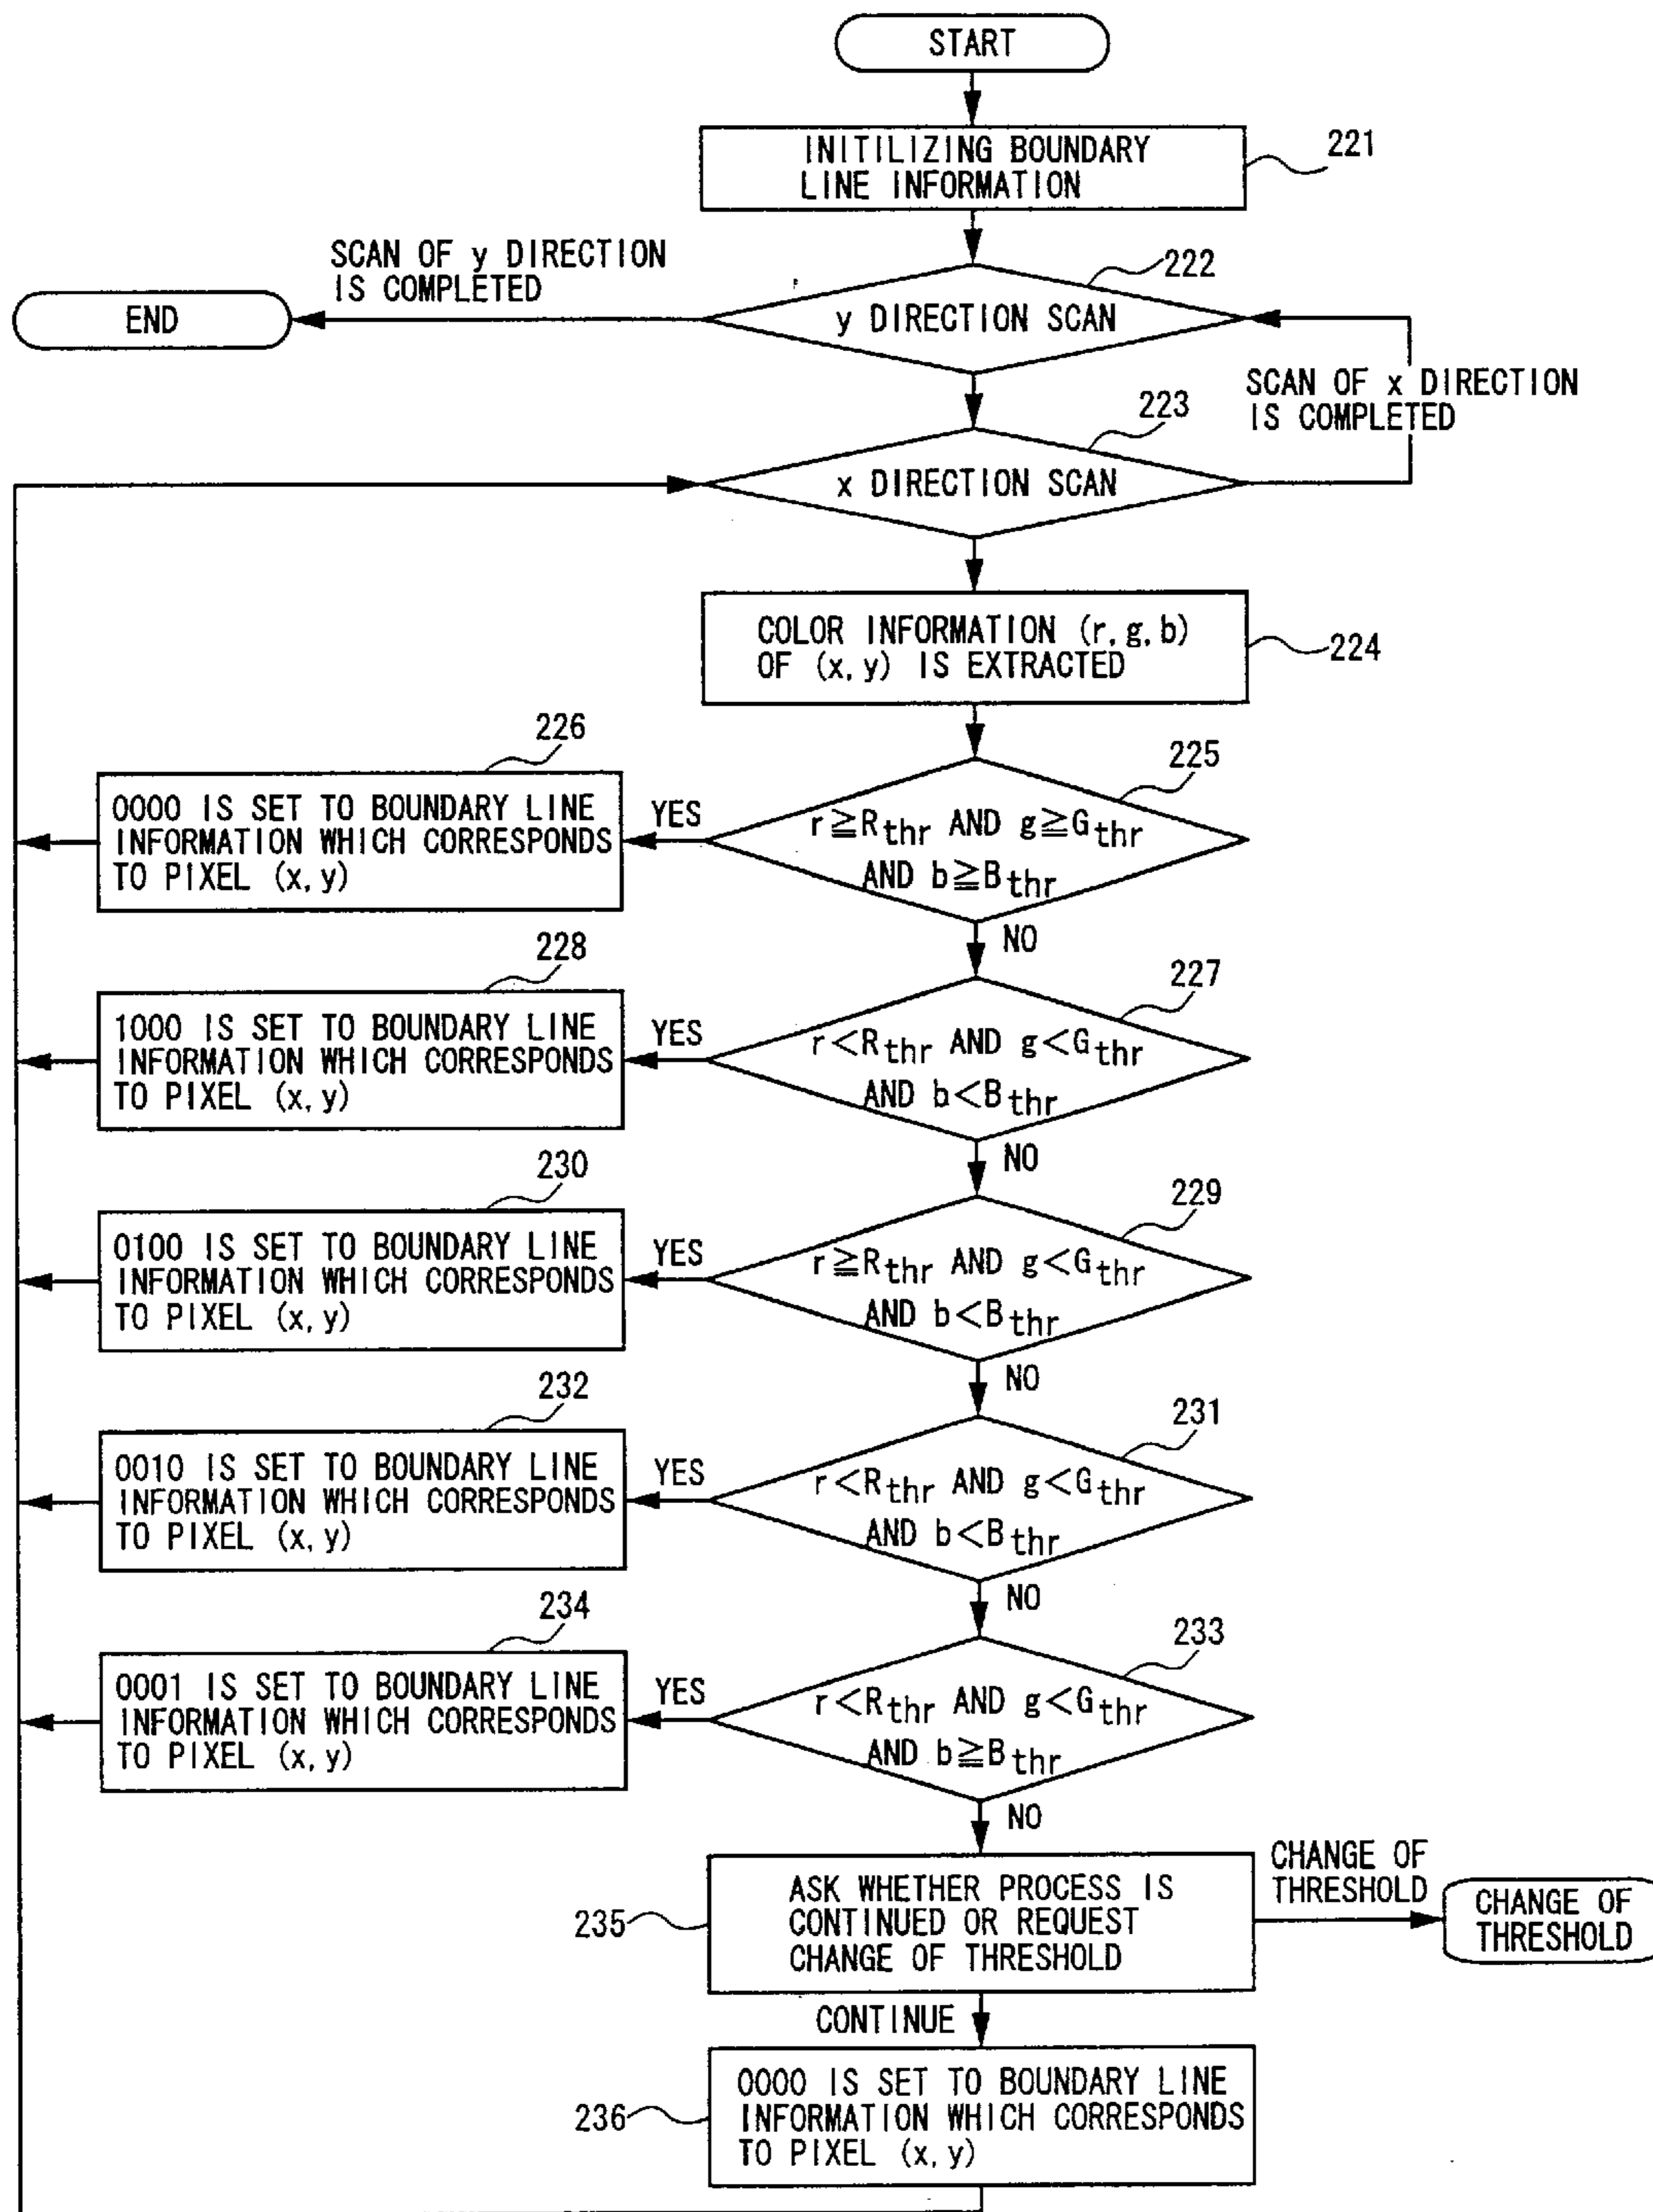 START
INITILIZING BOUNDARY
LINE INFORMATION
221
SCAN OF y DIRECTION
IS COMPLETED
222
END
y DIRECTION SCAN
SCAN OF x DIRECTION
IS COMPLETED
223
x DIRECTION SCAN
COLOR INFORMATION (r, g, b)
OF (x, y) IS EXTRACTED
224
226
0000 IS SET TO BOUNDARY LINE
INFORMATION WHICH CORRESPONDS
TO PIXEL (x, y)
YES
225
r≧Rthr AND g≧Gthr
AND b≧Bthr
NO
228
1000 IS SET TO BOUNDARY LINE
INFORMATION WHICH CORRESPONDS
TO PIXEL (x, y)
YES
227
r<Rthr AND g<Gthr
AND b<Bthr
NO
230
0100 IS SET TO BOUNDARY LINE
INFORMATION WHICH CORRESPONDS
TO PIXEL (x, y)
YES
229
r≧Rthr AND g<Gthr
AND b<Bthr
NO
232
0010 IS SET TO BOUNDARY LINE
INFORMATION WHICH CORRESPONDS
TO PIXEL (x, y)
YES
231
r<Rthr AND g<Gthr
AND b<Bthr
NO
234
0001 IS SET TO BOUNDARY LINE
INFORMATION WHICH CORRESPONDS
TO PIXEL (x, y)
YES
233
r<Rthr AND g<Gthr
AND b≧Bthr
NO
235
ASK WHETHER PROCESS IS
CONTINUED OR REQUEST
CHANGE OF THRESHOLD
CHANGE OF
THRESHOLD
CHANGE OF
THRESHOLD
CONTINUE
236
0000 IS SET TO BOUNDARY LINE
INFORMATION WHICH CORRESPONDS
TO PIXEL (x, y)